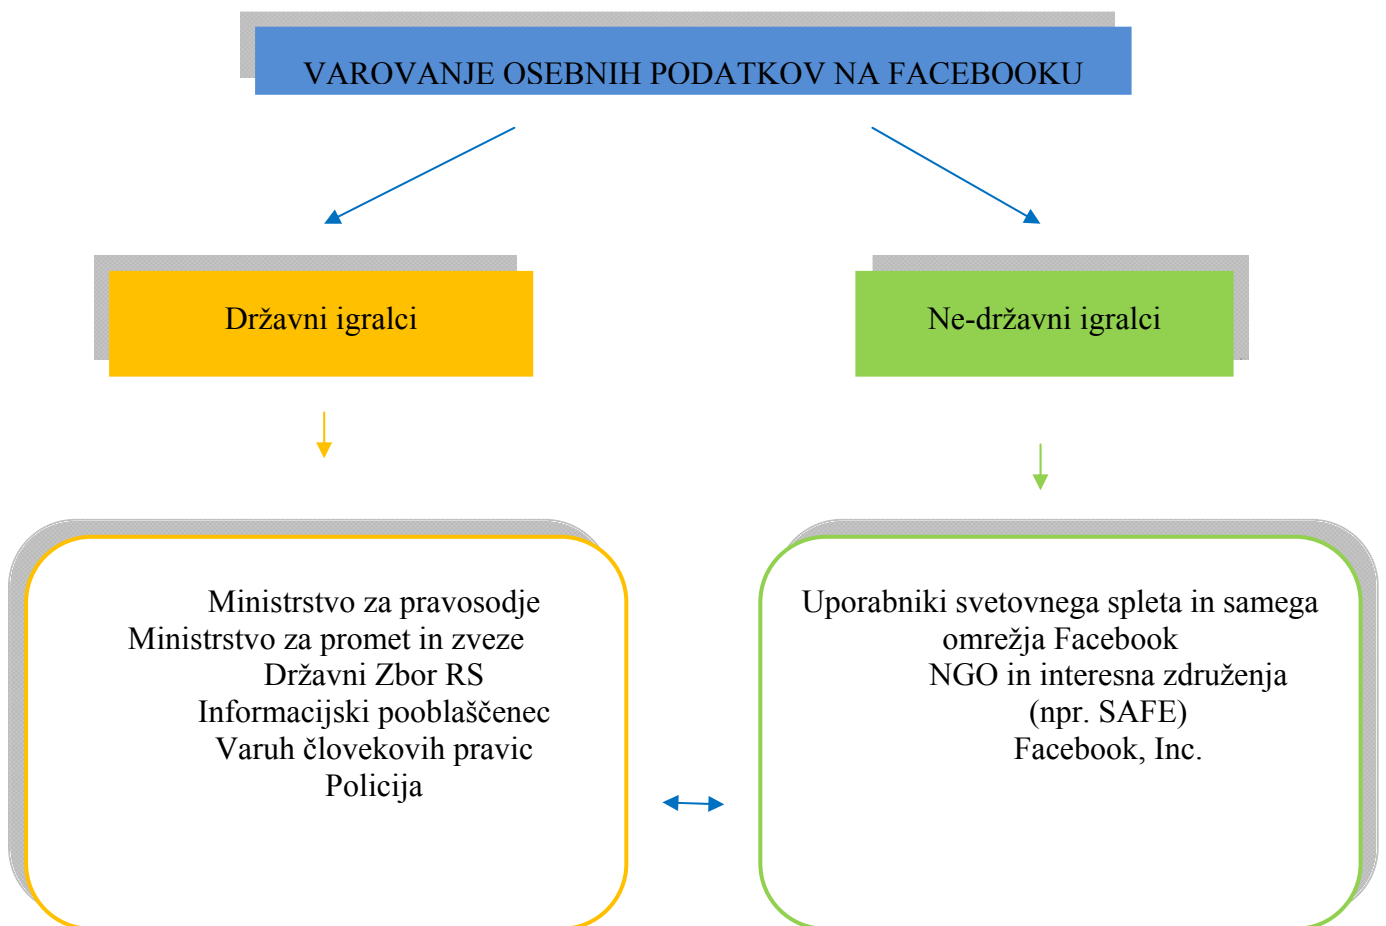 VAROVANJE OSEBNIH PODATKOV NA FACEBOOKU
Državni igralci
Ne-državni igralci
Ministrstvo za pravosodje
Ministrstvo za promet in zveze
Državni Zbor RS
Informacijski pooblaščenec
Varuh človekovih pravic
Policija
Uporabniki svetovnega spleta in samega
omrežja Facebook
NGO in interesna združenja
(npr. SAFE)
Facebook, Inc.